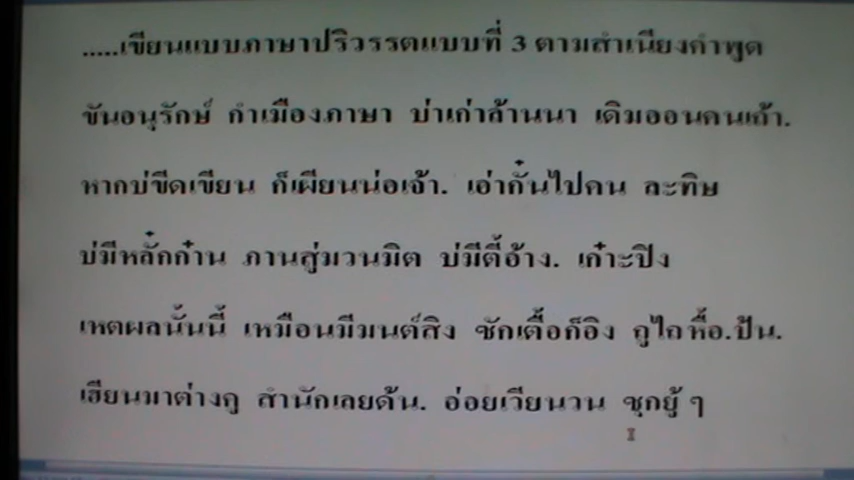 .....เขียนแบบภาษาปริวรรตแบบที่ 3 ตามสำเนียงคำพูด
ขันอนุรักษ์ กำเมืองภาษา บ่าเก่าล้านนา เดิมออนคนเถ้า.
หากบ่ขีดเขียน ก็เผียนน่อเจ้า. เอ่ากั๋นไปคน ละทิษ
บ่มีหลั๋กก๋าน ภานสู่มวนมิต บ่มีตี้อ้าง. เก๋าะปิง
เหตผลนั้นนี้ เหมือนมีมนต์สิง ชักเตื้อก็อิง กูไถหื้อ.ปัน.
เฮียนมาต่างกู สำนักเลยด้น. อ่อยเวียนวน ซุกยู้ ๆ